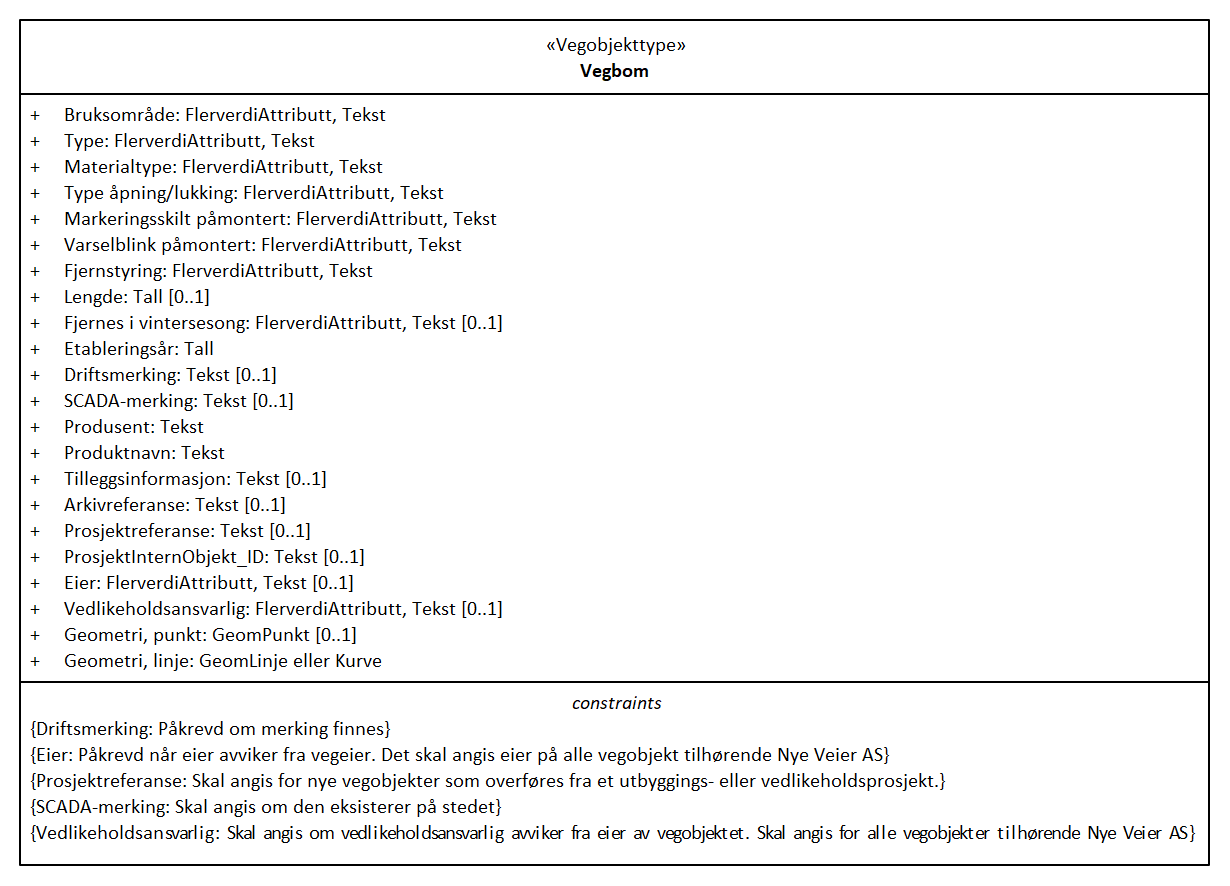 «Vegobjekttype»
Vegbom
+ Bruksområde: FlerverdiAttributt, Tekst
+ Type: FlerverdiAttributt, Tekst
+ Materialtype: FlerverdiAttributt, Tekst
+ Type åpning/lukking: FlerverdiAttributt, Tekst
+ Markeringsskilt påmontert: FlerverdiAttributt, Tekst
+ Varselblink påmontert: FlerverdiAttributt, Tekst
+ Fjernstyring: FlerverdiAttributt, Tekst
+ Lengde: Tall [0..1]
+ Fjernes i vintersesong: FlerverdiAttributt, Tekst [0..1]
+ Etableringsår: Tall
+ Driftsmerking: Tekst [0..1]
+ SCADA-merking: Tekst [0..1]
+ Produsent: Tekst
+ Produktnavn: Tekst
+ Tilleggsinformasjon: Tekst [0..1]
+ Arkivreferanse: Tekst [0..1]
+ Prosjektreferanse: Tekst [0..1]
+ ProsjektInternObjekt_ID: Tekst [0..1]
+ Eier: FlerverdiAttributt, Tekst [0..1]
+ Vedlikeholdsansvarlig: FlerverdiAttributt, Tekst [0..1]
+ Geometri, punkt: GeomPunkt [0..1]
+ Geometri, linje: GeomLinje eller Kurve
constraints
{Driftsmerking: Påkrevd om merking finnes}
{Eier: Påkrevd når eier avviker fra vegeier. Det skal angis eier på alle vegobjekt tilhørende Nye Veier AS}
{Prosjektreferanse: Skal angis for nye vegobjekter som overføres fra et utbyggings- eller vedlikeholdsprosjekt.}
{SCADA-merking: Skal angis om den eksisterer på stedet}
{Vedlikeholdsansvarlig: Skal angis om vedlikeholdsansvarlig avviker fra eier av vegobjektet. Skal angis for alle vegobjekter tilhørende Nye Veier AS}